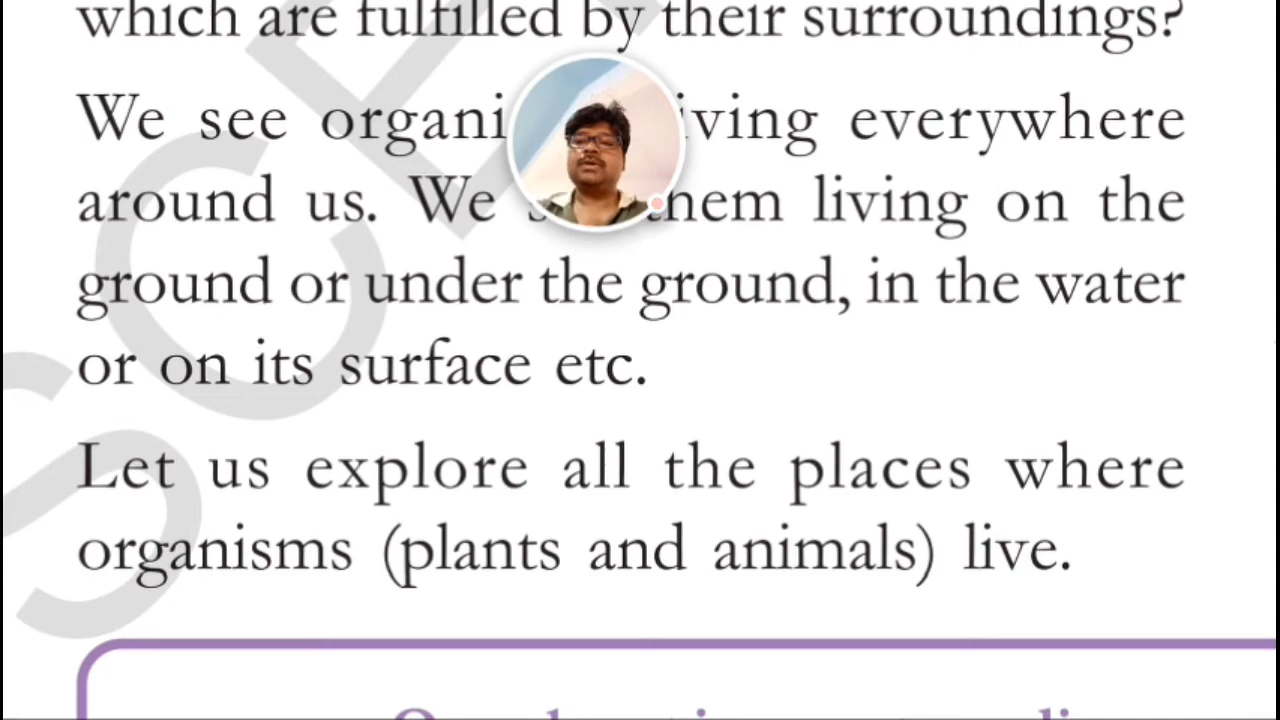 which are fulfilled by their surroundings?
We see organi iving everywhere
around us. We s hem living on the
ground or under the ground, in the water
or on its surface etc.
Let us explore all the places where
organisms (plants and animals) live.
SCE